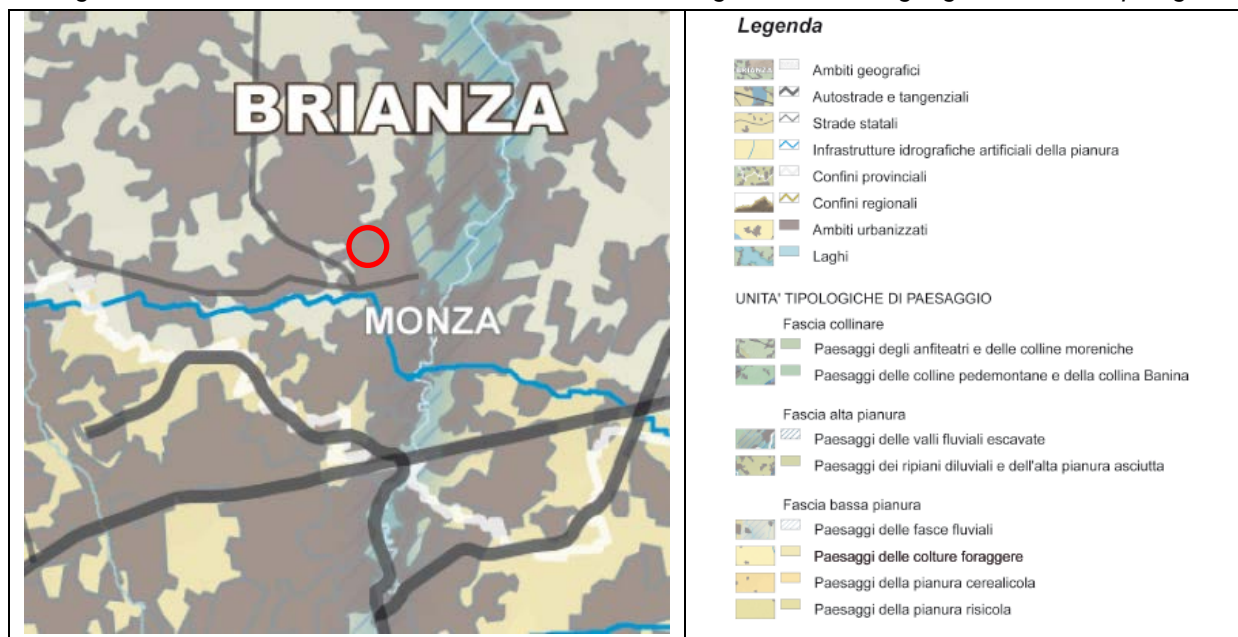 BRIANZA
MONZA
Legenda
BRIANZA Ambiti geografici
Autostrade e tangenziali
Strade statali
Infrastrutture idrografiche artificiali della pianura
Confini provinciali
Confini regionali
Ambiti urbanizzati
Laghi
UNITA' TIPOLOGICHE DI PAESAGGIO
Fascia collinare
Paesaggi degli anfiteatri e delle colline moreniche
Paesaggi delle colline pedemontane e della collina Banina
Fascia alta pianura
Paesaggi delle valli fluviali escavate
Paesaggi dei ripiani diluviali e dell'alta pianura asciutta
Fascia bassa pianura
Paesaggi delle fasce fluviali
Paesaggi delle colture foraggere
Paesaggi della pianura cerealicola
Paesaggi della pianura risicola